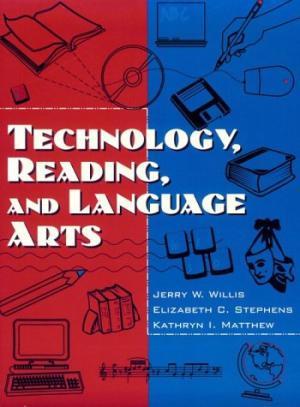 TECHNOLOGY,
READING,
AND LANGUAGE
ARTS
JERRY W. WILLIS
ELIZABETH C. STEPHENS
KATHRYN I. MATTHEW